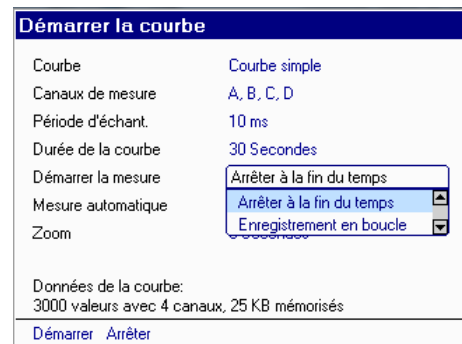 Démarrer la courbe
Courbe Courbe simple
Canaux de mesure A, B, C, D
Période d'échant. 10 ms
Durée de la courbe 30 Secondes
Démarrer la mesure Arrêter à la fin du temps
Mesure automatique Arrêter à la fin du temps
Zoom Enregistrement en boucle
Données de la courbe:
3000 valeurs avec 4 canaux, 25 KB mémorisés
Démarrer Arrêter